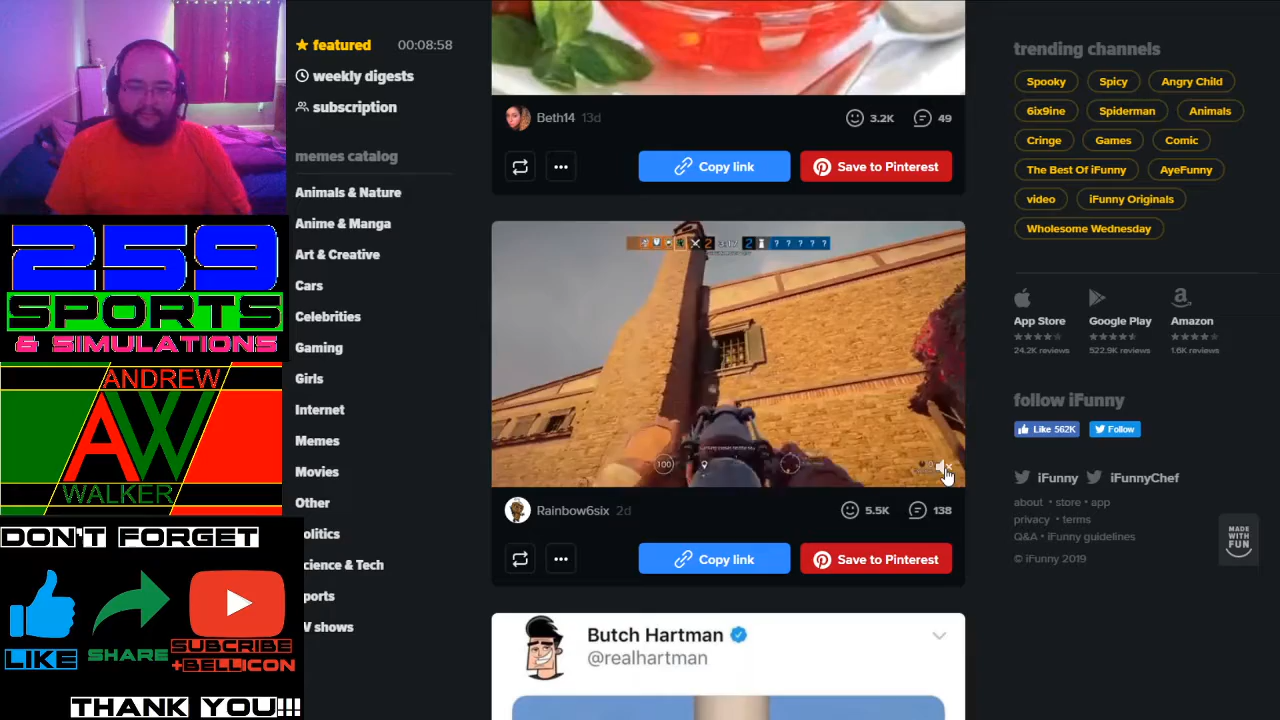 259
SPORTS
& SIMULATIONS
ANDREW
AW
WALKER
DON'T FORGET
LIKE
SHARE
SUBCRIBE
+BELLICON
THANK YOU!!!
featured 00:08:58
weekly digests
subscription
memes catalog
Animals & Nature
Anime & Manga
Art & Creative
Cars
Celebrities
Gaming
Girls
Internet
Memes
Movies
Other
olitics
cience & Tech
ports
V shows
Beth14 13d 3.2K 49
Copy link Save to Pinterest
2 2 ? ? ? ? ?
100
Rainbow6six 2d 5.5K 138
Copy link Save to Pinterest
Butch Hartman
@realhartman
trending channels
Spooky Spicy Angry Child
6ix9ine Spiderman Animals
Cringe Games Comic
The Best Of iFunny AyeFunny
video iFunny Originals
Wholesome Wednesday
App Store Google Play Amazon
24.2K reviews 522.9K reviews 1.6K reviews
follow iFunny
Like 562K Follow
iFunny iFunnyChef
about • store • app
privacy • terms
Q&A • iFunny guidelines
© iFunny 2019
MADE
WITH
FUN